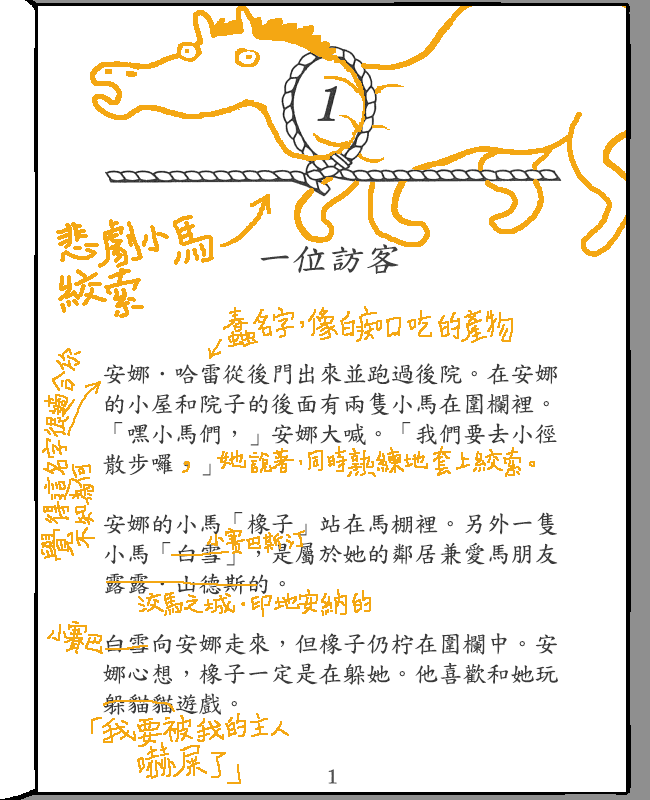 1
悲劇小馬
絞索
一位訪客
蠢名字，像白痴口吃的產物
安娜·哈雷從後門出來並跑過後院。在安娜
的小屋和院子的後面有兩隻小馬在圍欄裡。
「嘿小馬們，」安娜大喊。「我們要去小徑
散步囉，」她說著，同時熟練地套上絞索。
不知為何
覺得這名字很適合你
安娜的小馬「橡子」站在馬棚裡。另外一隻
小賽巴斯汀
小馬「白雪」，是屬於她的鄰居兼愛馬朋友
露露·山德斯的。
泣馬之城·印地安納的
小賽巴
白雪向安娜走來，但橡子仍佇在圍欄中。安
娜心想，橡子一定是在躲她。他喜歡和她玩
躲貓貓遊戲。
「我要被我的主人
嚇屎了」
1